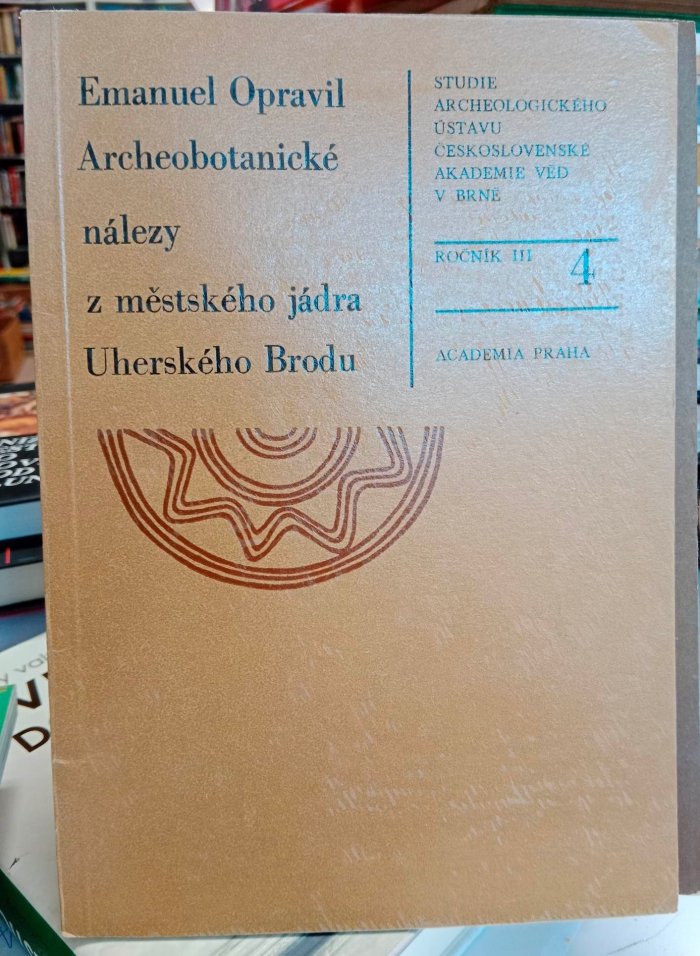 Emanuel Opravil
Archeobotanické
nálezy
z městského jádra
Uherského Brodu
STUDIE
ARCHEOLOGICKÉHO
ÚSTAVU
ČESKOSLOVENSKÉ
AKADEMIE VĚD
V BRNĚ
ROČNÍK III
4
ACADEMIA PRAHA